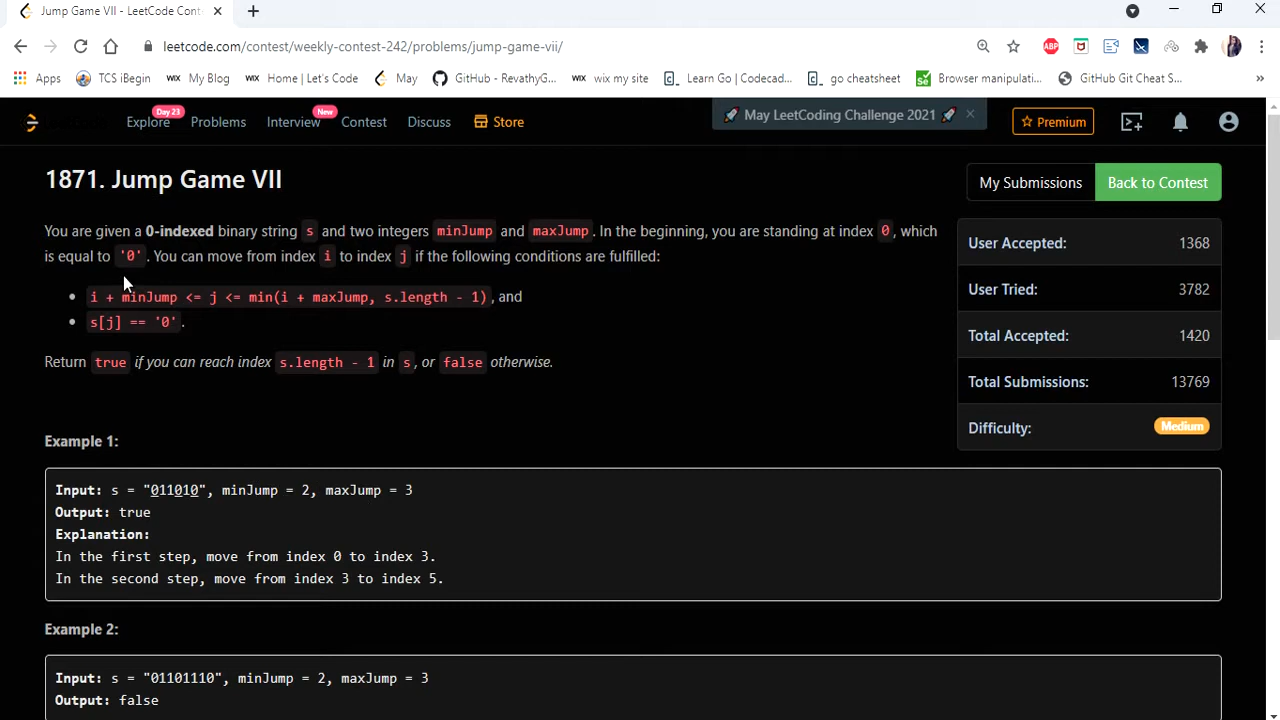 Jump Game VII - LeetCode Cont
leetcode.com/contest/weekly-contest-242/problems/jump-game-vii/
ABP
Apps TCS iBegin WIX My Blog WIX Home | Let's Code May GitHub - RevathyG... WIX wix my site Learn Go | Codecad... go cheatsheet Browser manipulati... GitHub Git Cheat S... »
Day 23 New
LeetCode Explore Problems Interview Contest Discuss Store 🚀 May LeetCoding Challenge 2021 🚀 × Premium
1871. Jump Game VII
My Submissions Back to Contest
You are given a 0-indexed binary string s and two integers minJump and maxJump. In the beginning, you are standing at index 0, which
is equal to '0'. You can move from index i to index j if the following conditions are fulfilled:
• i + minJump <= j <= min(i + maxJump, s.length - 1), and
• s[j] == '0'.
Return true if you can reach index s.length - 1 in s, or false otherwise.
User Accepted: 1368
User Tried: 3782
Total Accepted: 1420
Total Submissions: 13769
Difficulty: Medium
Example 1:
Input: s = "011010", minJump = 2, maxJump = 3
Output: true
Explanation:
In the first step, move from index 0 to index 3.
In the second step, move from index 3 to index 5.
Example 2:
Input: s = "01101110", minJump = 2, maxJump = 3
Output: false